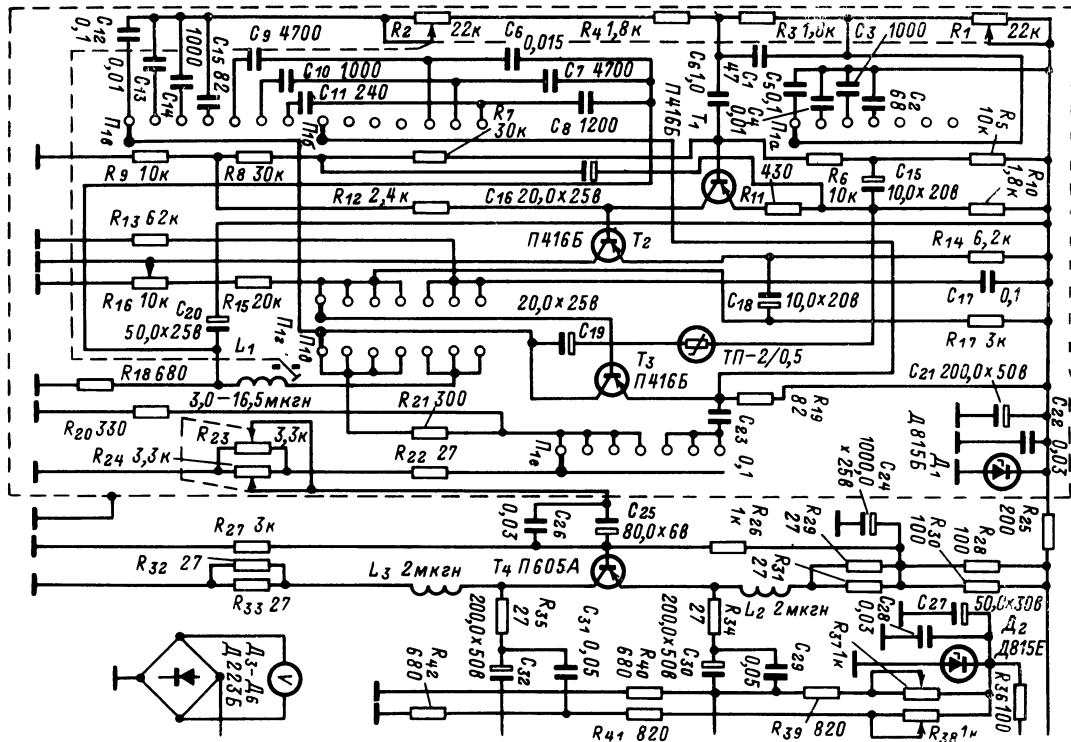 C12 0,1
0,01 C13
C14 1000
C15 82
C9 4700
R2 22к
C6 0,015
R4 1,8к
R3 1,8к
C3 1000
R1 22к
C10 1000
C7 4700
C6 1,0
C1 47
C5 0,1
C4 0,01
C2 68
C11 240
C8 1200
П416Б
T1
П1в
П1б
R7 30к
П1а
R5 10к
R9 10к
R8 30к
R6 10к
C15 10,0×20в
R10 1,8к
R12 2,4к
C16 20,0×25в
R11
430
R13 62к
П416Б
T2
R14 6,2к
R16 10к
R15 20к
C20 50,0×25в
20,0×25в
C19
C18
10,0×20в
C17 0,1
П1г
П1д
L1
R17 3к
T3 П416Б
ТП-2/0,5
R18 680
3,0-16,5мкгн
R21 300
R19 82
C21 200,0×50в
C22 0,03
R20 330
R23 3,3к
R24 3,3к
R22 27
П1е
C23 0,1
Д815Б
Д1
C24 1000,0×25в
R27 3к
C26 0,03
C25 80,0×6в
R26 1к
R29 27
R30 100
R28 100
R25 200
R32 27
R33 27
L3 2мкгн
T4 П605А
R31 27
L2 2мкгн
C28 0,03
C27 50,0×30в
Д2 Д815Е
R35 27
200,0×50в
C32
C31 0,05
R34 27
200,0×50в
C30
C29 0,05
R37 1к
R36 100
Д3-Д6 Д223Б
V
R42 680
R40 680
R41 820
R39 820
R38 1к